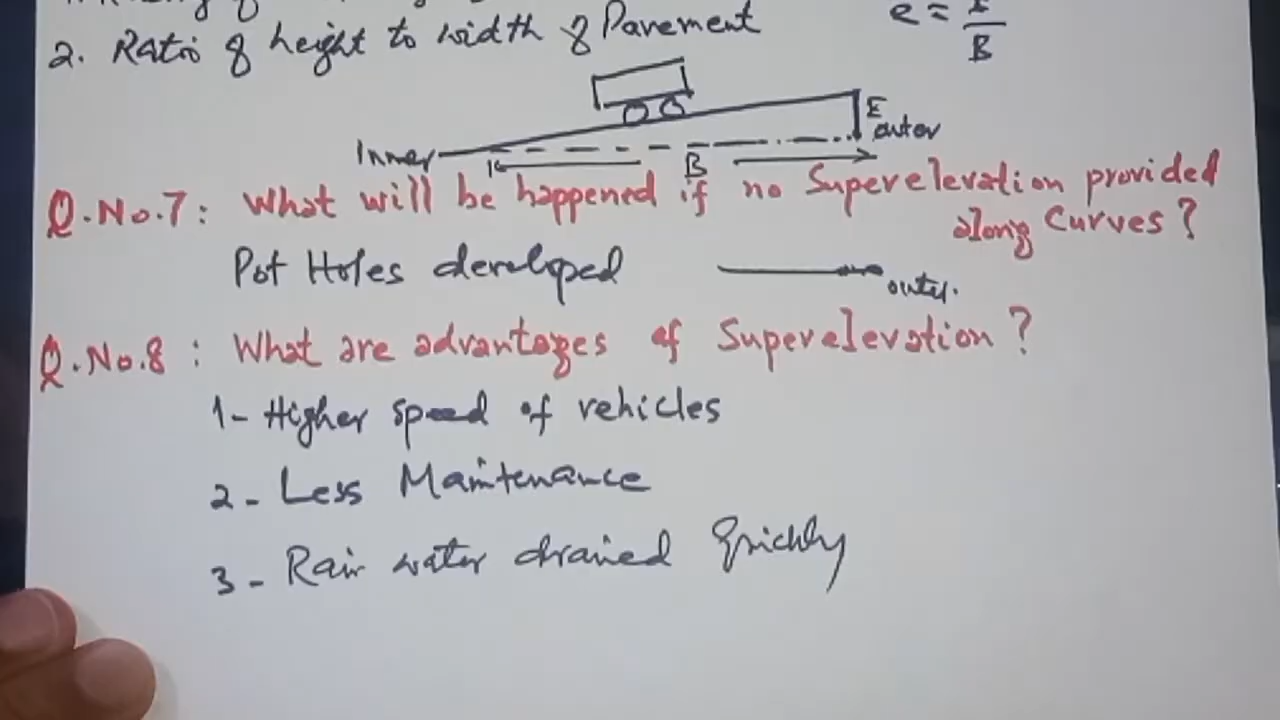 2. Ratio of height to width of Pavement
e = E/B
E
Inner
outer
B
Q.No.7: What will be happened if no Superelevation provided
along Curves?
Pot Holes developed
outer.
Q.No.8: What are advantages of Superelevation?
1- Higher speed of vehicles
2- Less Maintenance
3- Rain water drained Quickly